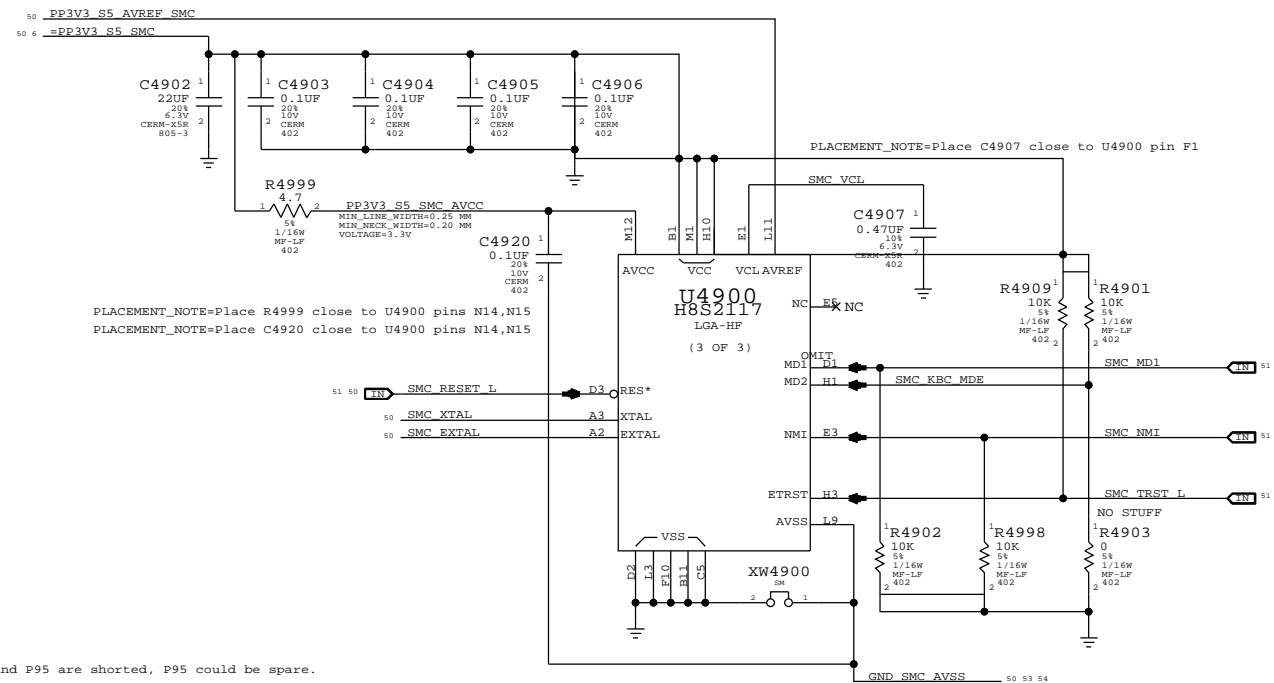 50 PP3V3_S5_AVREF_SMC
50 6 =PP3V3_S5_SMC
C4902 1
22UF
20%
6.3V
CERM-X5R 2
805-3
1 C4903
0.1UF
20%
10V
2 CERM
402
1 C4904
0.1UF
20%
10V
2 CERM
402
1 C4905
0.1UF
20%
10V
2 CERM
402
1 C4906
0.1UF
20%
10V
2 CERM
402
PLACEMENT_NOTE=Place C4907 close to U4900 pin F1
R4999
4.7
1 2
5%
1/16W
MF-LF
402
PP3V3_S5_SMC_AVCC
MIN_LINE_WIDTH=0.25 MM
MIN_NECK_WIDTH=0.20 MM
VOLTAGE=3.3V
SMC_VCL
C4907 1
0.47UF
10%
6.3V
CERM-X5R 2
402
C4920 1
0.1UF
20%
10V
CERM 2
402
M12 B1 M1 H10 E1 L11
AVCC VCC VCL AVREF
U4900
H8S2117
LGA-HF
(3 OF 3)
NC E5 NC
R4909 1
10K
5%
1/16W
MF-LF
402 2
1 R4901
10K
5%
1/16W
MF-LF
2 402
PLACEMENT_NOTE=Place R4999 close to U4900 pins N14,N15
PLACEMENT_NOTE=Place C4920 close to U4900 pins N14,N15
OMIT
MD1 D1 SMC_MD1 IN 51
MD2 H1 SMC_KBC_MDE
51 50 IN SMC_RESET_L D3 RES*
50 SMC_XTAL A3 XTAL
50 SMC_EXTAL A2 EXTAL
NMI E3 SMC_NMI IN 51
ETRST H3 SMC_TRST_L IN 51
NO STUFF
AVSS L9
1 R4902
10K
5%
1/16W
MF-LF
2 402
1 R4998
10K
5%
1/16W
MF-LF
2 402
1 R4903
0
5%
1/16W
MF-LF
2 402
VSS
D2 L3 F10 B11 C5
XW4900
SM
2 1
nd P95 are shorted, P95 could be spare.
GND_SMC_AVSS 50 53 54